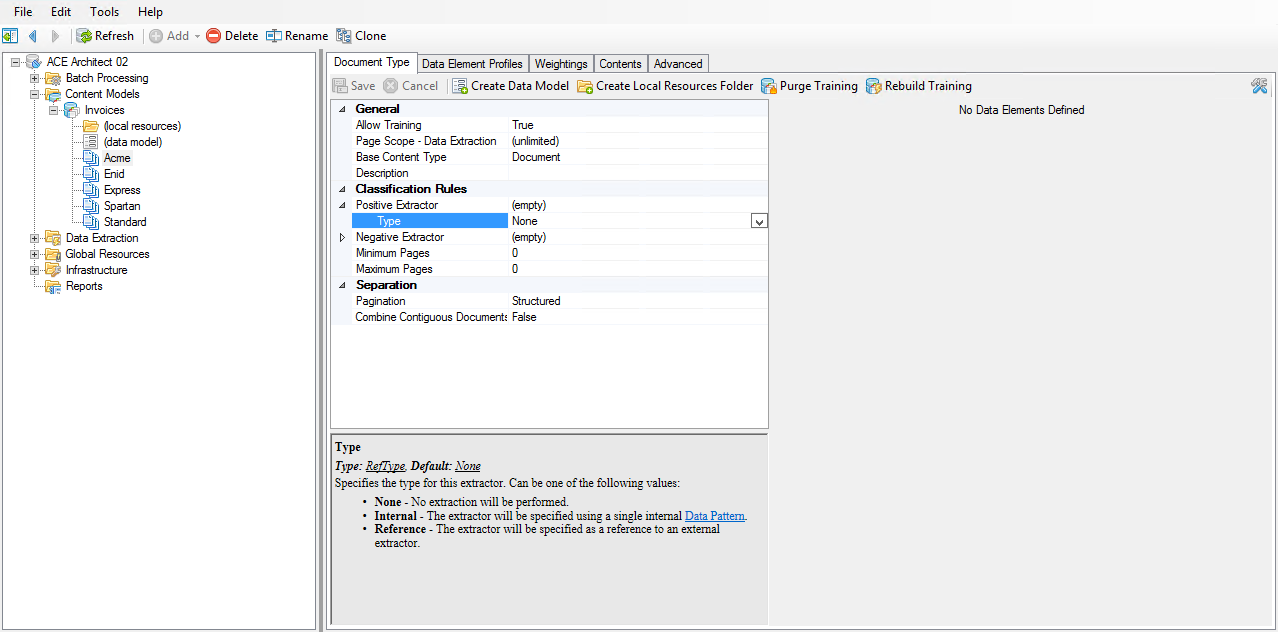 File Edit Tools Help
Refresh Add Delete Rename Clone
ACE Architect 02
Batch Processing
Content Models
Invoices
(local resources)
(data model)
Acme
Enid
Express
Spartan
Standard
Data Extraction
Global Resources
Infrastructure
Reports
Document Type Data Element Profiles Weightings Contents Advanced
Save Cancel Create Data Model Create Local Resources Folder Purge Training Rebuild Training
General
Allow Training True
Page Scope - Data Extraction (unlimited)
Base Content Type Document
Description
Classification Rules
Positive Extractor (empty)
Type None
Negative Extractor (empty)
Minimum Pages 0
Maximum Pages 0
Separation
Pagination Structured
Combine Contiguous Documents False
Type
Type: RefType, Default: None
Specifies the type for this extractor. Can be one of the following values:
• None - No extraction will be performed.
• Internal - The extractor will be specified using a single internal Data Pattern.
• Reference - The extractor will be specified as a reference to an external
extractor.
No Data Elements Defined